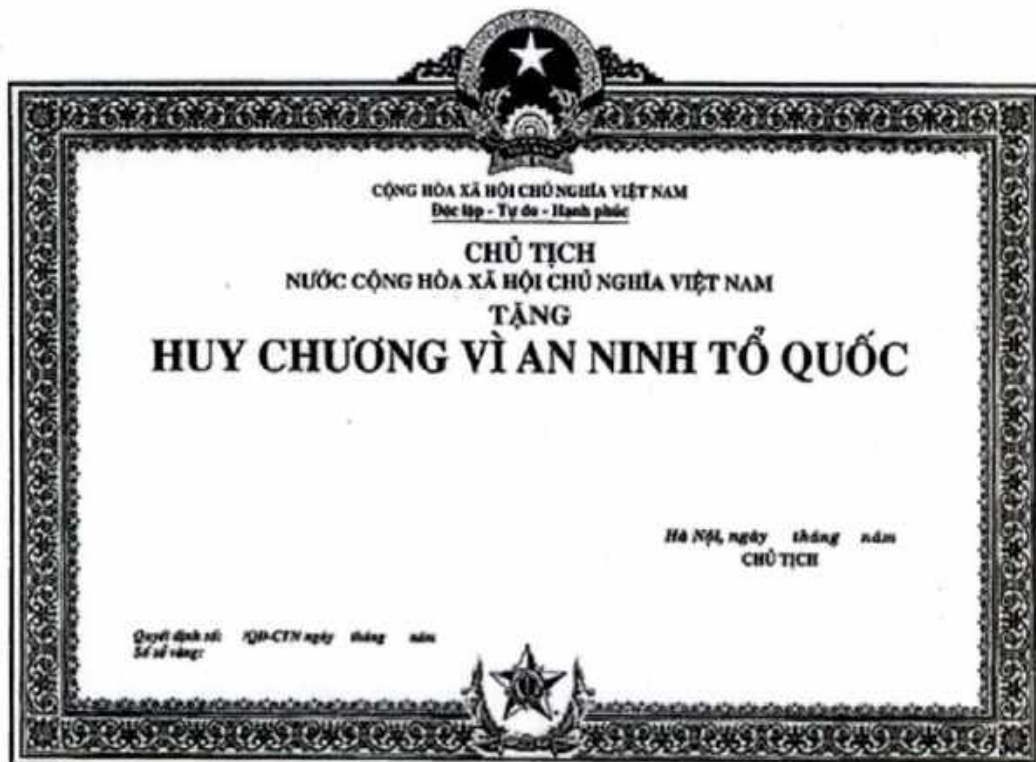 CỘNG HÒA XÃ HỘI CHỦ NGHĨA VIỆT NAM
Độc lập - Tự do - Hạnh phúc
CHỦ TỊCH
NƯỚC CỘNG HÒA XÃ HỘI CHỦ NGHĨA VIỆT NAM
TẶNG
HUY CHƯƠNG VÌ AN NINH TỔ QUỐC
Hà Nội, ngày tháng năm
CHỦ TỊCH
Quyết định số: /QĐ-CTN ngày tháng năm
Số sổ vàng: